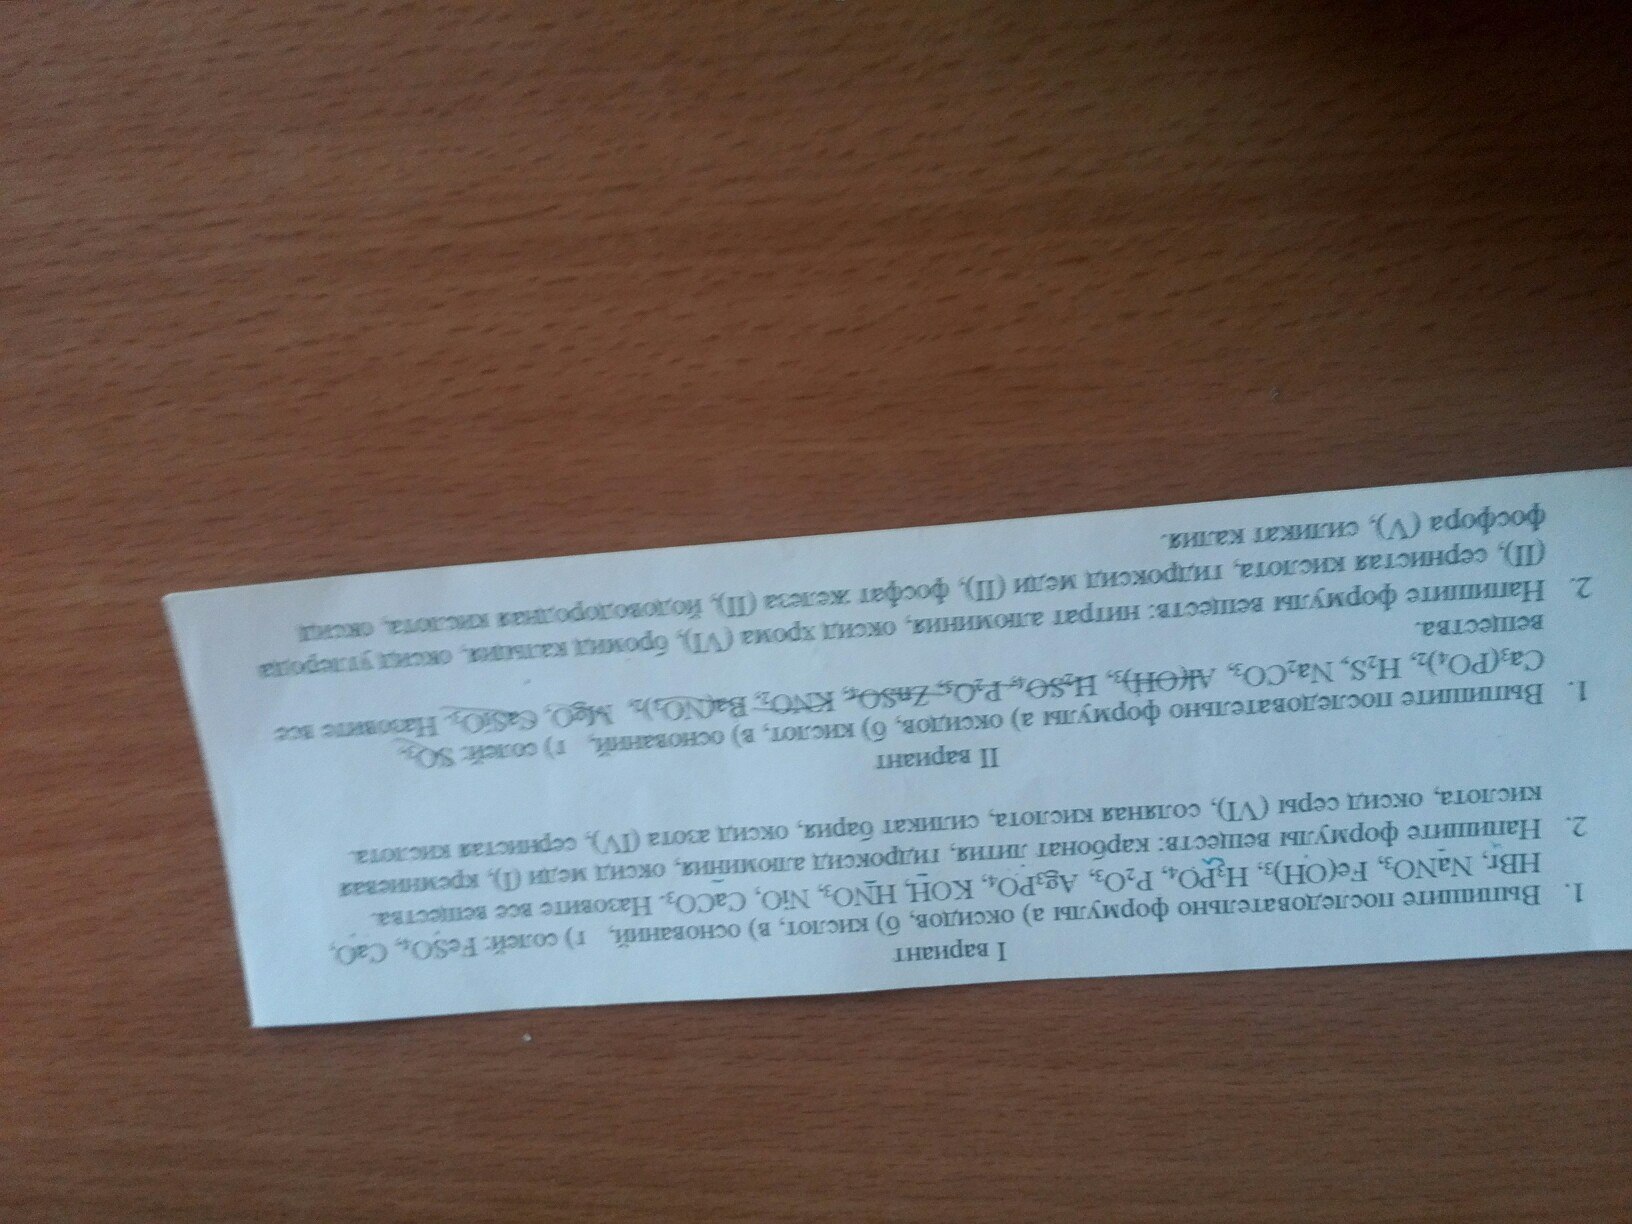 I вариант
1. Выпишите последовательно формулы а) оксидов, б) кислот, в) оснований, г) солей: FeSO₄, CaO,
HBr, NaNO₃, Fe(OH)₃, H₃PO₄, P₂O₃, Ag₃PO₄, KOH, HNO₃, NiO, CaCO₃. Назовите все вещества.
2. Напишите формулы веществ: карбонат лития, гидроксид алюминия, оксид меди (I), кремниевая
кислота, оксид серы (VI), соляная кислота, силикат бария, оксид азота (IV), сернистая кислота.
II вариант
1. Выпишите последовательно формулы а) оксидов, б) кислот, в) оснований, г) солей: SO₃,
Ca₃(PO₄)₂, H₂S, Na₂CO₃, Al(OH)₃, H₂SO₄, P₂O₅, ZnSO₄, KNO₂, Ba(NO₃)₂, MgO, CaSiO₃. Назовите все
вещества.
2. Напишите формулы веществ: нитрат алюминия, оксид хрома (VI), бромид кальция, оксид углерода
(II), сернистая кислота, гидроксид меди (II), фосфат железа (II), йодоводородная кислота, оксид
фосфора (V), силикат калия.